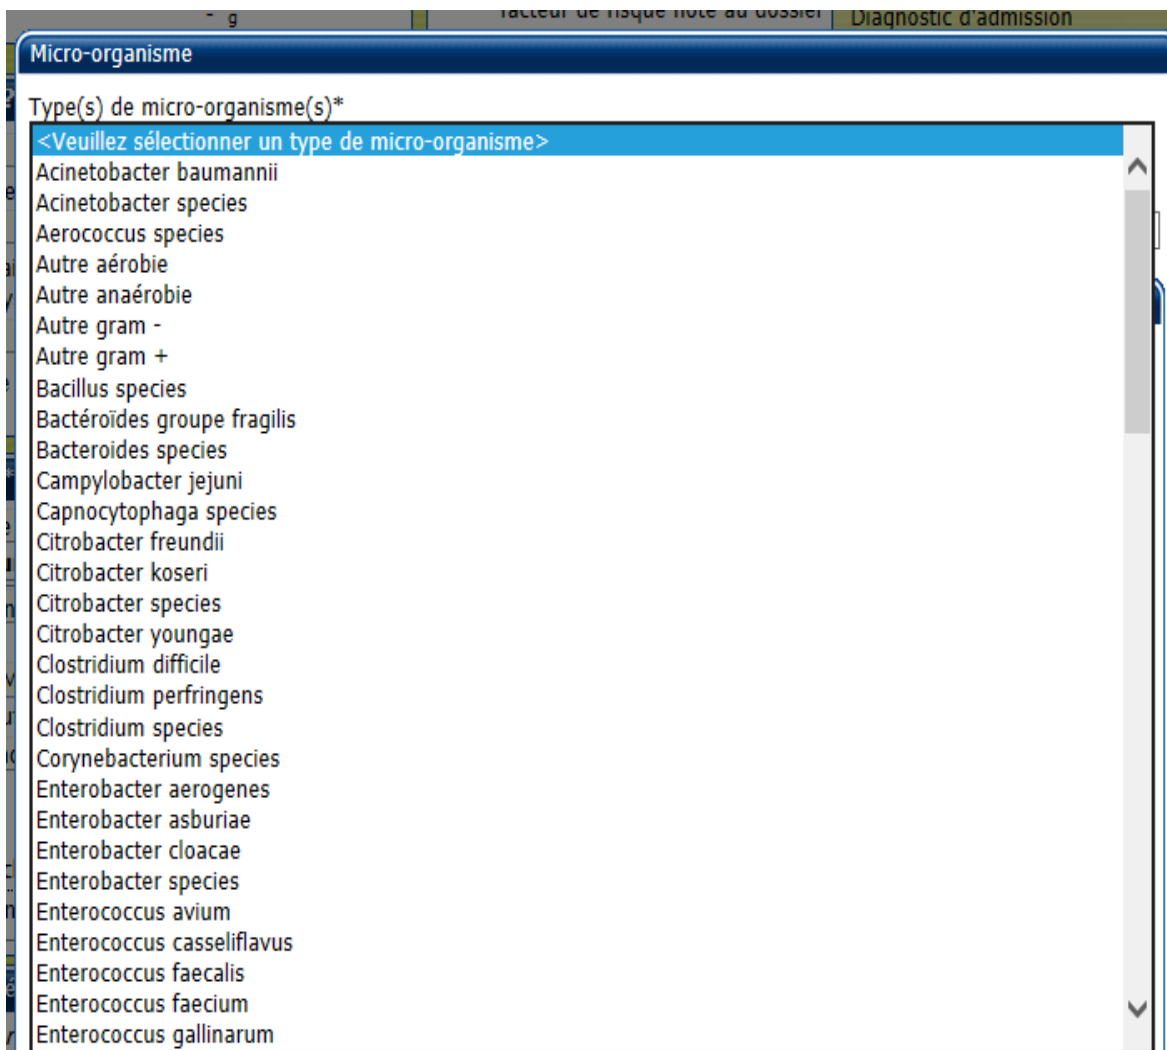 - g
facteur de risque noté au dossier
Diagnostic d'admission
Micro-organisme
Type(s) de micro-organisme(s)*
<Veuillez sélectionner un type de micro-organisme>
Acinetobacter baumannii
Acinetobacter species
Aerococcus species
Autre aérobie
Autre anaérobie
Autre gram -
Autre gram +
Bacillus species
Bactéroïdes groupe fragilis
Bacteroides species
Campylobacter jejuni
Capnocytophaga species
Citrobacter freundii
Citrobacter koseri
Citrobacter species
Citrobacter youngae
Clostridium difficile
Clostridium perfringens
Clostridium species
Corynebacterium species
Enterobacter aerogenes
Enterobacter asburiae
Enterobacter cloacae
Enterobacter species
Enterococcus avium
Enterococcus casseliflavus
Enterococcus faecalis
Enterococcus faecium
Enterococcus gallinarum